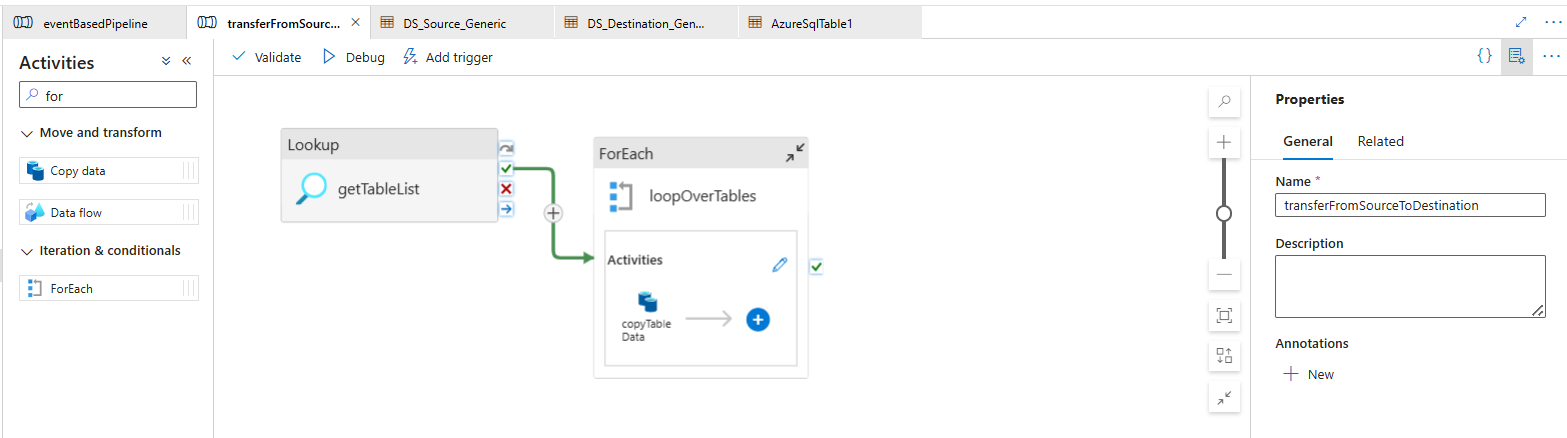 eventBasedPipeline
transferFromSourc...
DS_Source_Generic
DS_Destination_Gen...
AzureSqlTable1
Activities
for
Move and transform
Copy data
Data flow
Iteration & conditionals
ForEach
Validate
Debug
Add trigger
Lookup
getTableList
ForEach
loopOverTables
Activities
copyTable
Data
Properties
General
Related
Name *
transferFromSourceToDestination
Description
Annotations
New